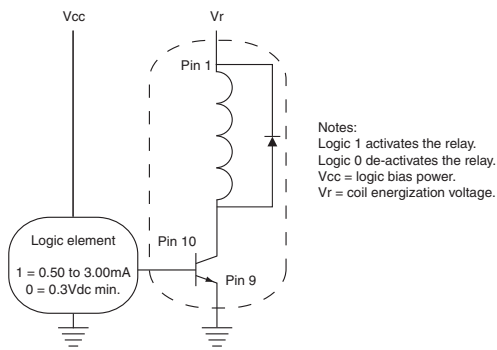 Vcc
Vr
Pin 1
Notes:
Logic 1 activates the relay.
Logic 0 de-activates the relay.
Vcc = logic bias power.
Vr = coil energization voltage.
Logic element
1 = 0.50 to 3.00mA
0 = 0.3Vdc min.
Pin 10
Pin 9